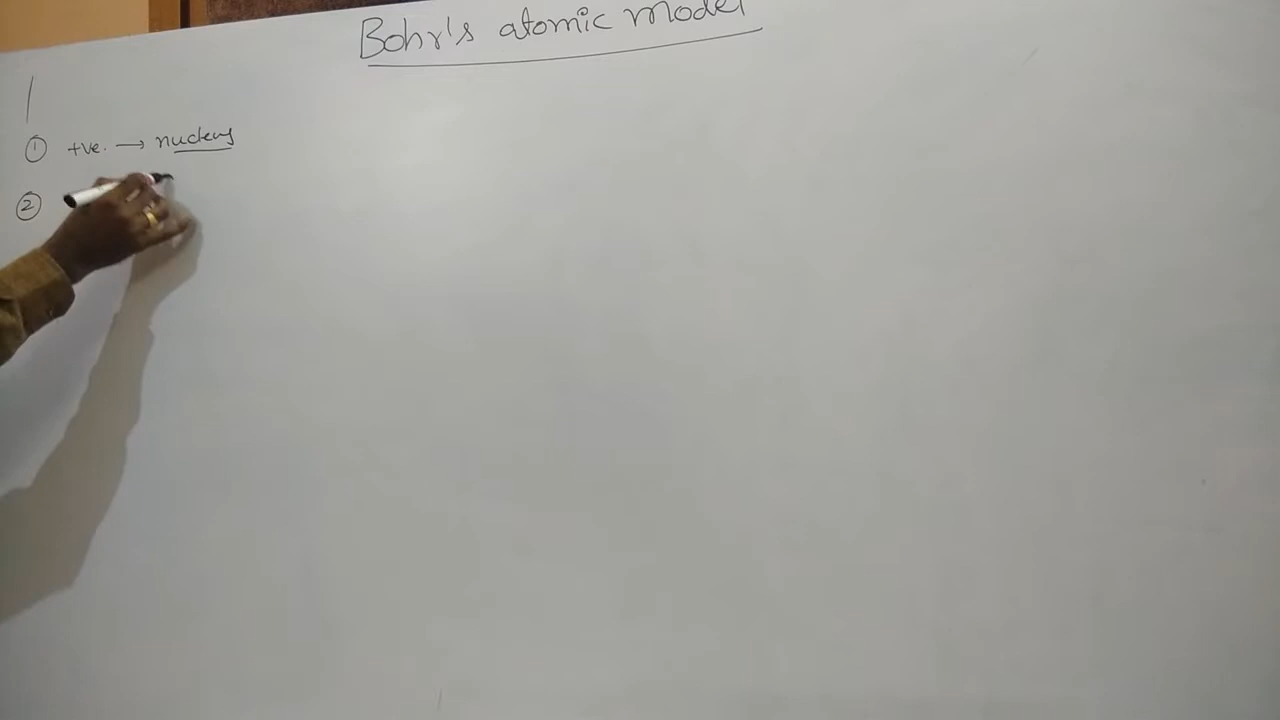 Bohr's atomic model
① +ve. → nucleus
②